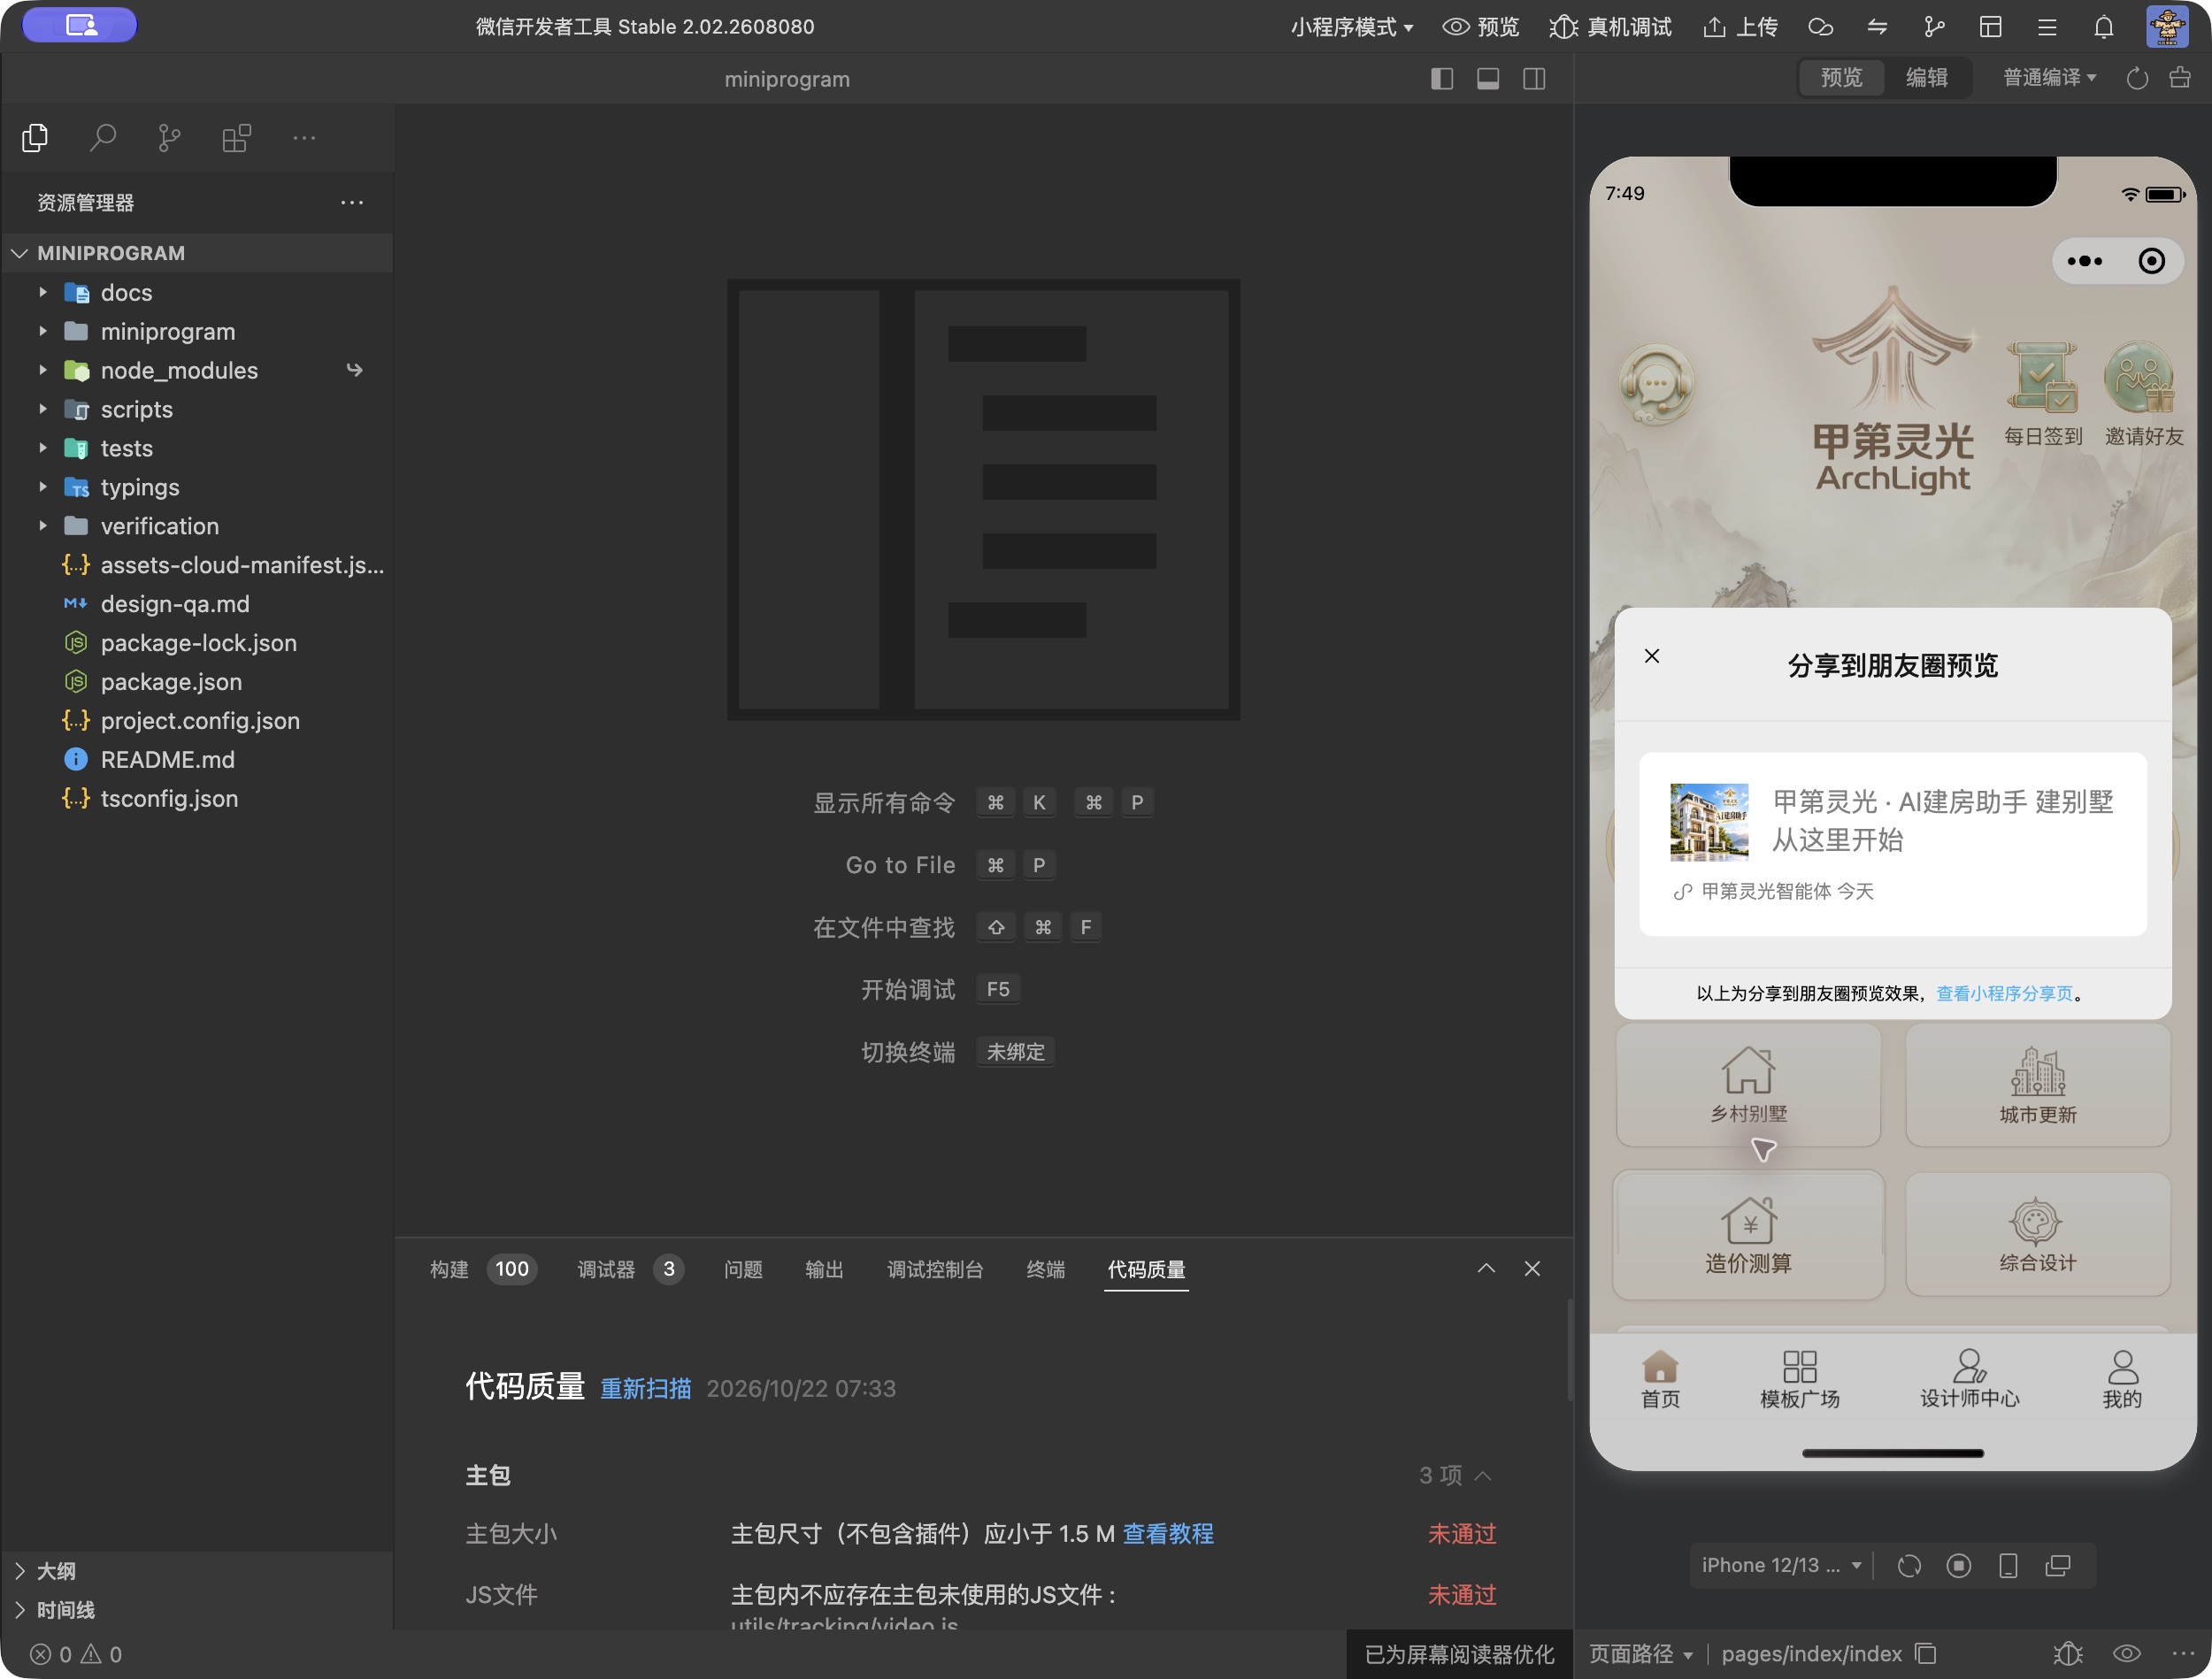 微信开发者工具 Stable 2.02.2608080
小程序模式 预览 真机调试 上传
miniprogram
预览 编辑 普通编译
资源管理器
MINIPROGRAM
docs
miniprogram
node_modules
scripts
tests
typings
verification
assets-cloud-manifest.js...
design-qa.md
package-lock.json
package.json
project.config.json
README.md
tsconfig.json
大纲
时间线
0 0
显示所有命令 ⌘ K ⌘ P
Go to File ⌘ P
在文件中查找 ⇧ ⌘ F
开始调试 F5
切换终端 未绑定
构建 100 调试器 3 问题 输出 调试控制台 终端 代码质量
代码质量 重新扫描 2026/10/22 07:33
主包 3 项
主包大小 主包尺寸（不包含插件）应小于 1.5 M 查看教程 未通过
JS文件 主包内不应存在主包未使用的JS文件： 未通过
utils/tracking/video.js
已为屏幕阅读器优化
7:49
甲第灵光
ArchLight
每日签到 邀请好友
分享到朋友圈预览
甲第灵光 · AI建房助手 建别墅
从这里开始
AI建房助手
甲第灵光智能体 今天
以上为分享到朋友圈预览效果，查看小程序分享页。
乡村别墅 城市更新
造价测算 综合设计
首页 模板广场 设计师中心 我的
iPhone 12/13 ...
页面路径 pages/index/index